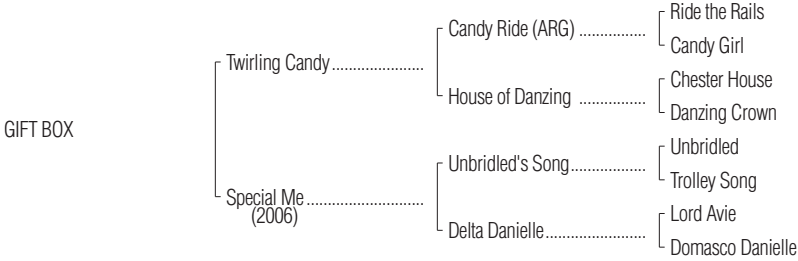 Ride the Rails
Candy Ride (ARG) ................
Candy Girl
Twirling Candy......................
Chester House
House of Danzing ................
Danzing Crown
GIFT BOX
Unbridled
Unbridled's Song..................
Trolley Song
Special Me............................
(2006)
Lord Avie
Delta Danielle........................
Domasco Danielle